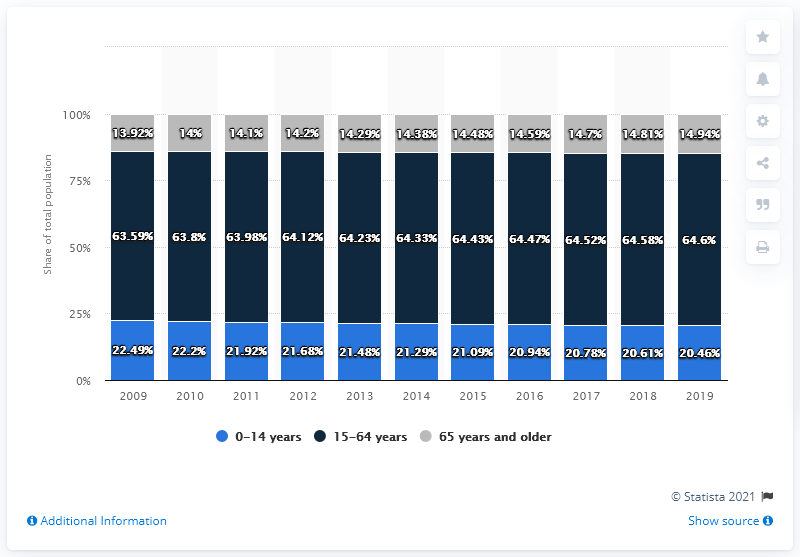 Share of total population
100%
75%
50%
25%
0%
13.92% 14% 14.1% 14.2% 14.29% 14.38% 14.48% 14.59% 14.7% 14.81% 14.94%
63.59% 63.8% 63.98% 64.12% 64.23% 64.33% 64.43% 64.47% 64.52% 64.58% 64.6%
22.49% 22.2% 21.92% 21.68% 21.48% 21.29% 21.09% 20.94% 20.78% 20.61% 20.46%
2009 2010 2011 2012 2013 2014 2015 2016 2017 2018 2019
0–14 years 15–64 years 65 years and older
© Statista 2021
Additional Information Show source